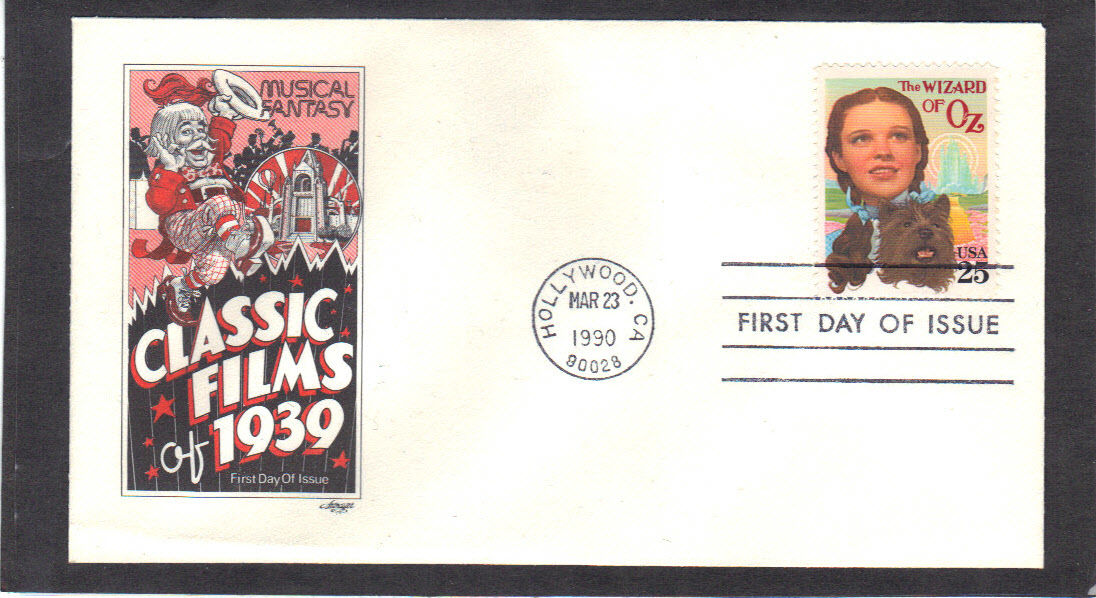 MUSICAL
FANTASY
CLASSIC
FILMS
of 1939
First Day Of Issue
Artmaster
HOLLYWOOD, CA
MAR 23
1990
90028
The WIZARD
OF OZ
USA
25
FIRST DAY OF ISSUE